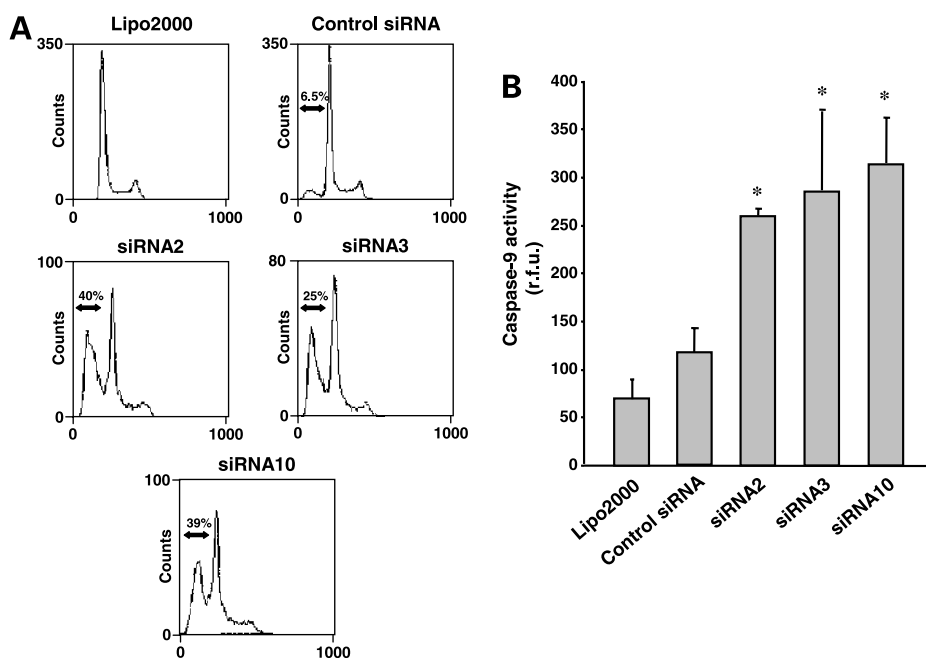 A
Lipo2000
350
Counts
0
0
1000
Control siRNA
350
6.5%
Counts
0
0
1000
siRNA2
100
40%
Counts
0
0
1000
siRNA3
80
25%
Counts
0
0
1000
siRNA10
100
39%
Counts
0
0
1000
B
400
350
300
250
200
150
100
50
0
Caspase-9 activity
(r.f.u.)
*
*
*
Lipo2000
Control siRNA
siRNA2
siRNA3
siRNA10